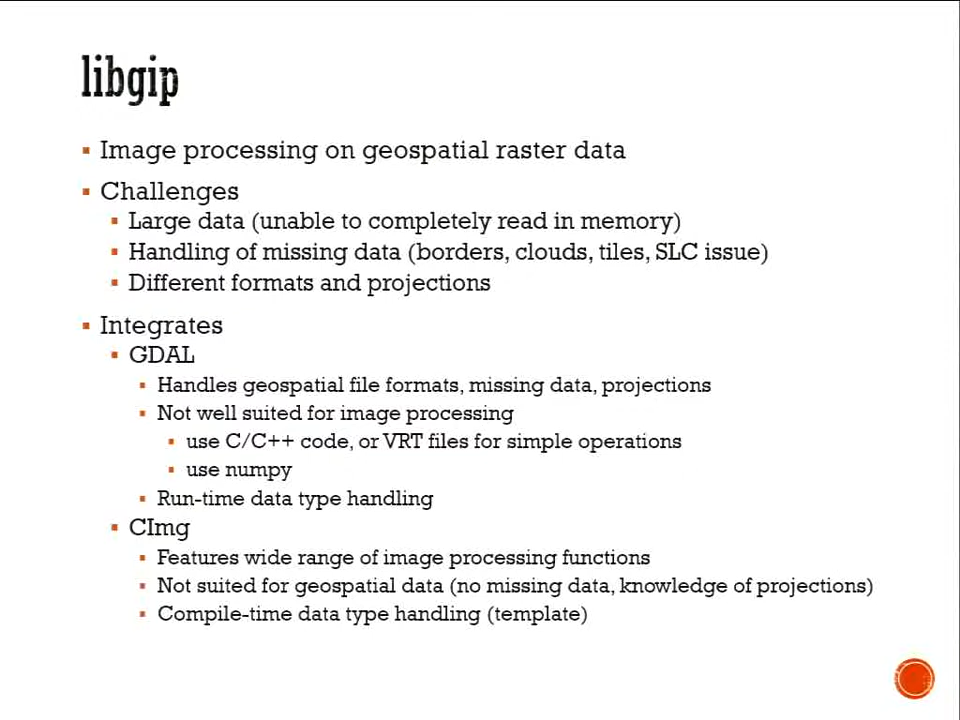 libgip
Image processing on geospatial raster data
Challenges
Large data (unable to completely read in memory)
Handling of missing data (borders, clouds, tiles, SLC issue)
Different formats and projections
Integrates
GDAL
Handles geospatial file formats, missing data, projections
Not well suited for image processing
use C/C++ code, or VRT files for simple operations
use numpy
Run-time data type handling
CImg
Features wide range of image processing functions
Not suited for geospatial data (no missing data, knowledge of projections)
Compile-time data type handling (template)